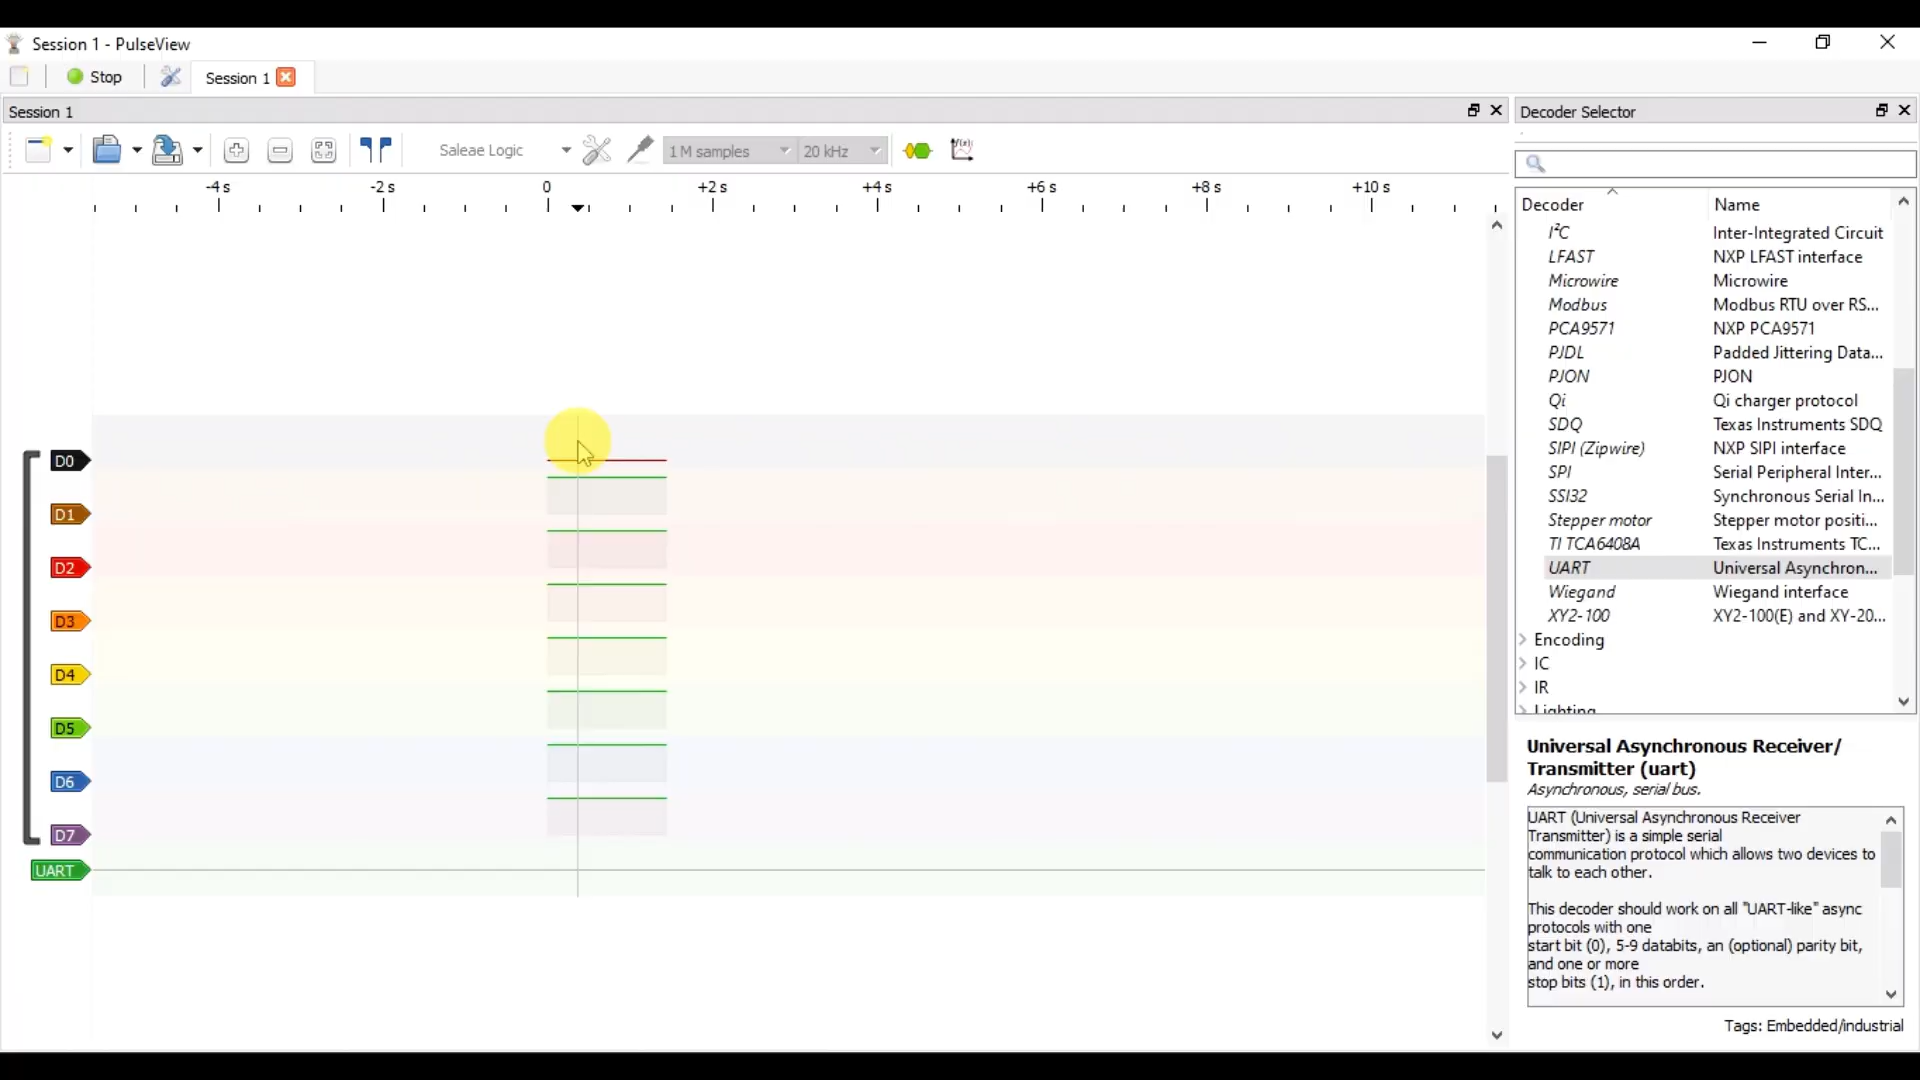 Session 1 - PulseView
Stop
Session 1
Session 1
Decoder Selector
Saleae Logic
1 M samples
20 kHz
-4 s
-2 s
0
+2 s
+4 s
+6 s
+8 s
+10 s
D0
D1
D2
D3
D4
D5
D6
D7
UART
Decoder Name
I²C Inter-Integrated Circuit
LFAST NXP LFAST interface
Microwire Microwire
Modbus Modbus RTU over RS...
PCA9571 NXP PCA9571
PJDL Padded Jittering Data...
PJON PJON
Qi Qi charger protocol
SDQ Texas Instruments SDQ
SIPI (Zipwire) NXP SIPI interface
SPI Serial Peripheral Inter...
SSI32 Synchronous Serial In...
Stepper motor Stepper motor positi...
TI TCA6408A Texas Instruments TC...
UART Universal Asynchron...
Wiegand Wiegand interface
XY2-100 XY2-100(E) and XY-20...
Encoding
IC
IR
Lighting
Universal Asynchronous Receiver/
Transmitter (uart)
Asynchronous, serial bus.
UART (Universal Asynchronous Receiver
Transmitter) is a simple serial
communication protocol which allows two devices to
talk to each other.
This decoder should work on all "UART-like" async
protocols with one
start bit (0), 5-9 databits, an (optional) parity bit,
and one or more
stop bits (1), in this order.
Tags: Embedded/industrial